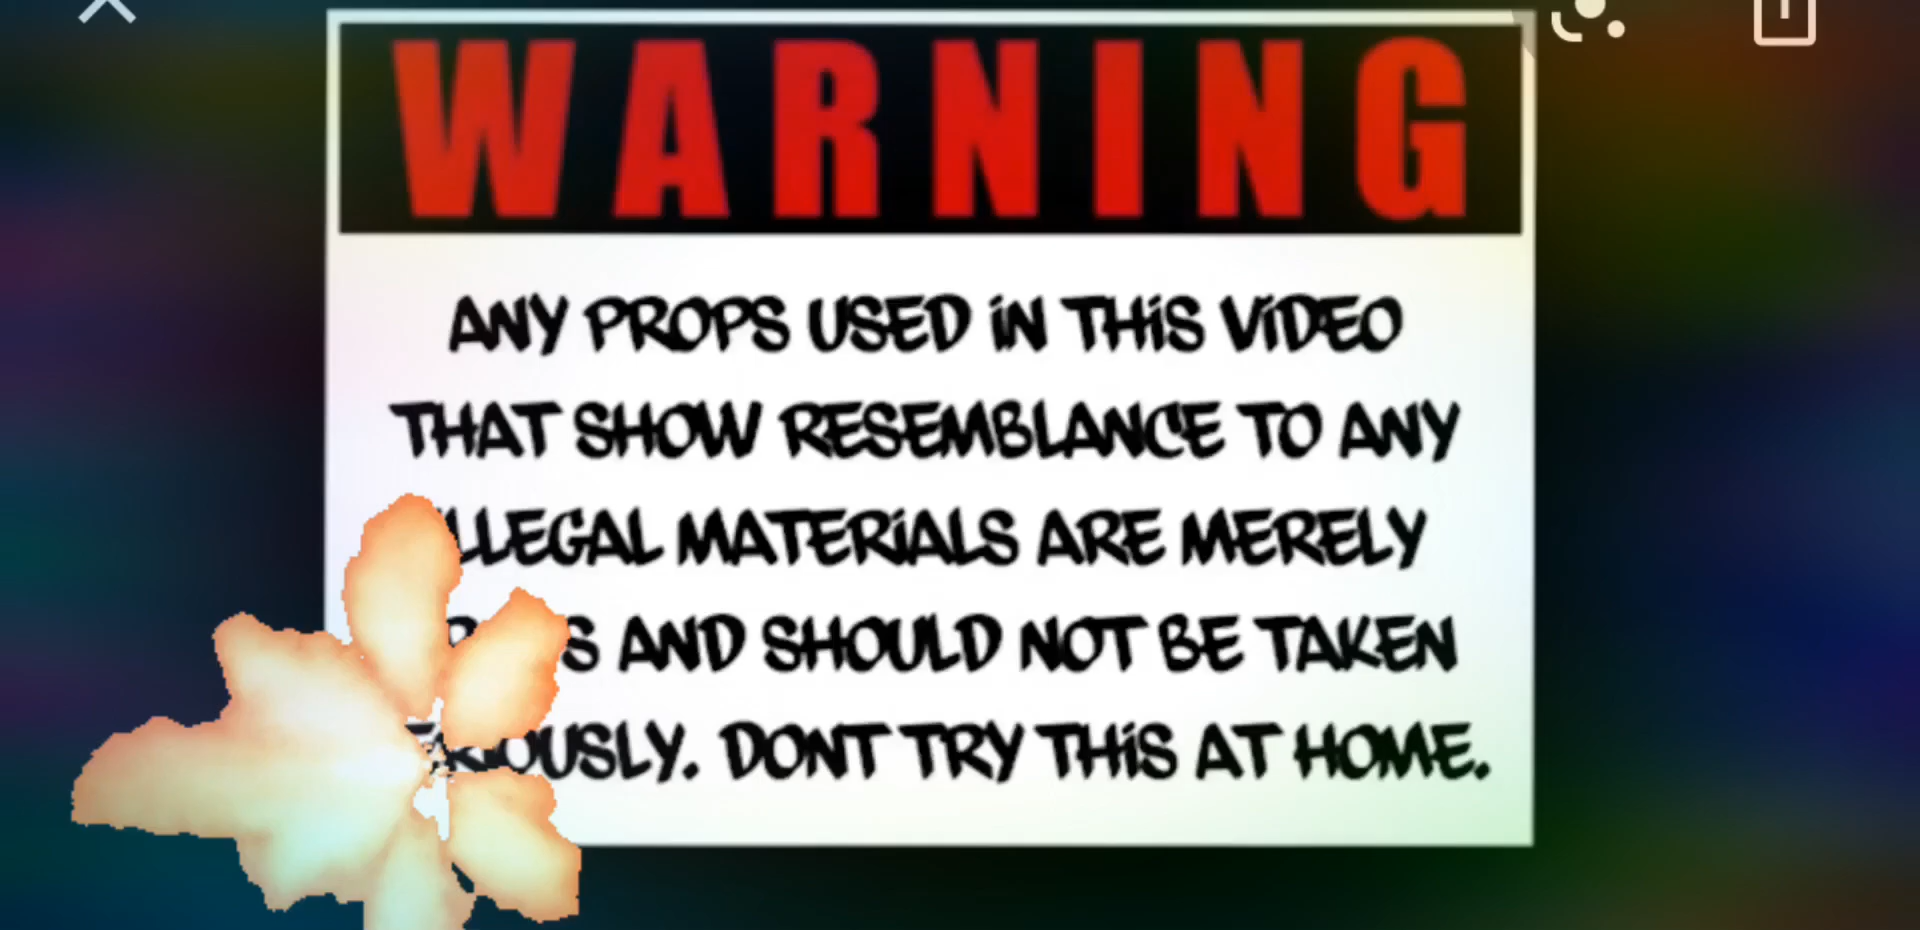 WARNING
ANY PROPS USED IN THIS VIDEO
THAT SHOW RESEMBLANCE TO ANY
ILLEGAL MATERIALS ARE MERELY
AND SHOULD NOT BE TAKEN
DONT TRY THIS AT HOME.